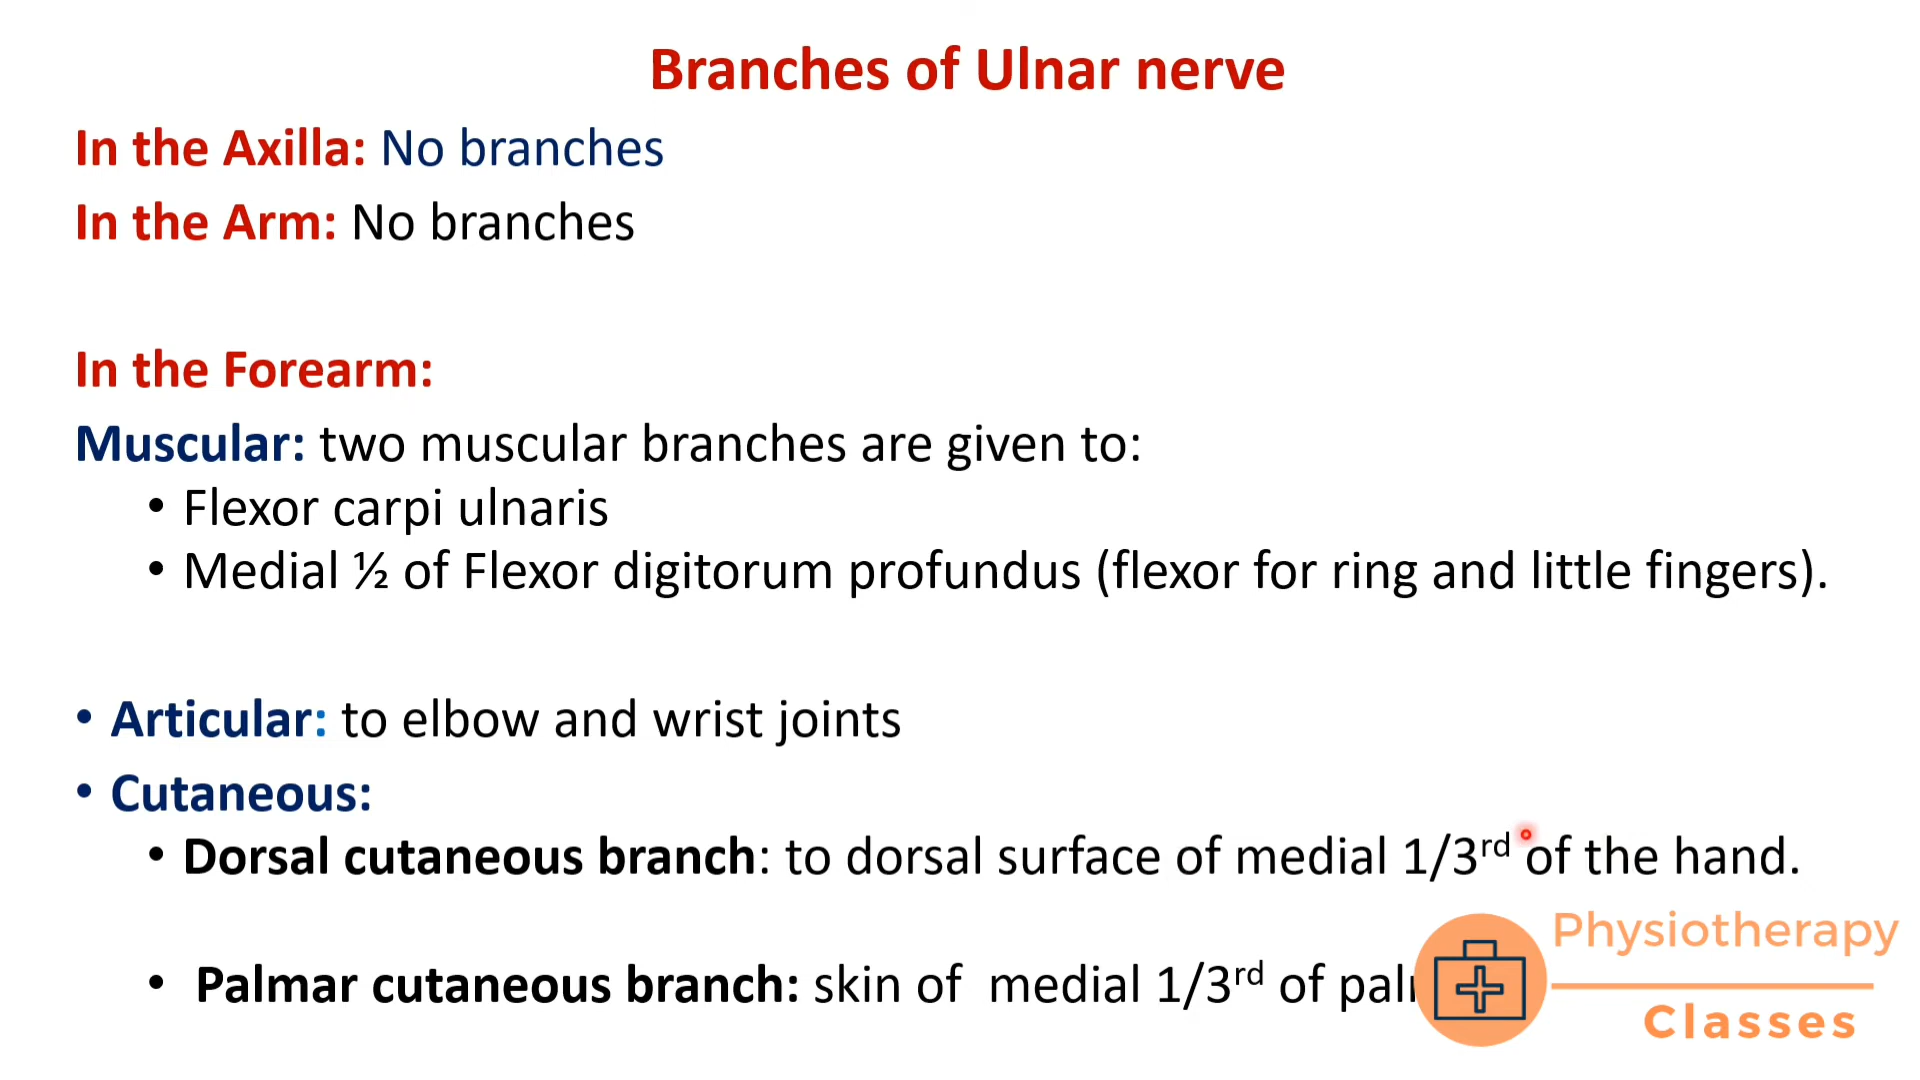 Branches of Ulnar nerve
In the Axilla: No branches
In the Arm: No branches
In the Forearm:
Muscular: two muscular branches are given to:
• Flexor carpi ulnaris
• Medial ½ of Flexor digitorum profundus (flexor for ring and little fingers).
• Articular: to elbow and wrist joints
• Cutaneous:
• Dorsal cutaneous branch: to dorsal surface of medial 1/3rd of the hand.
• Palmar cutaneous branch: skin of medial 1/3rd of
Physiotherapy
Classes